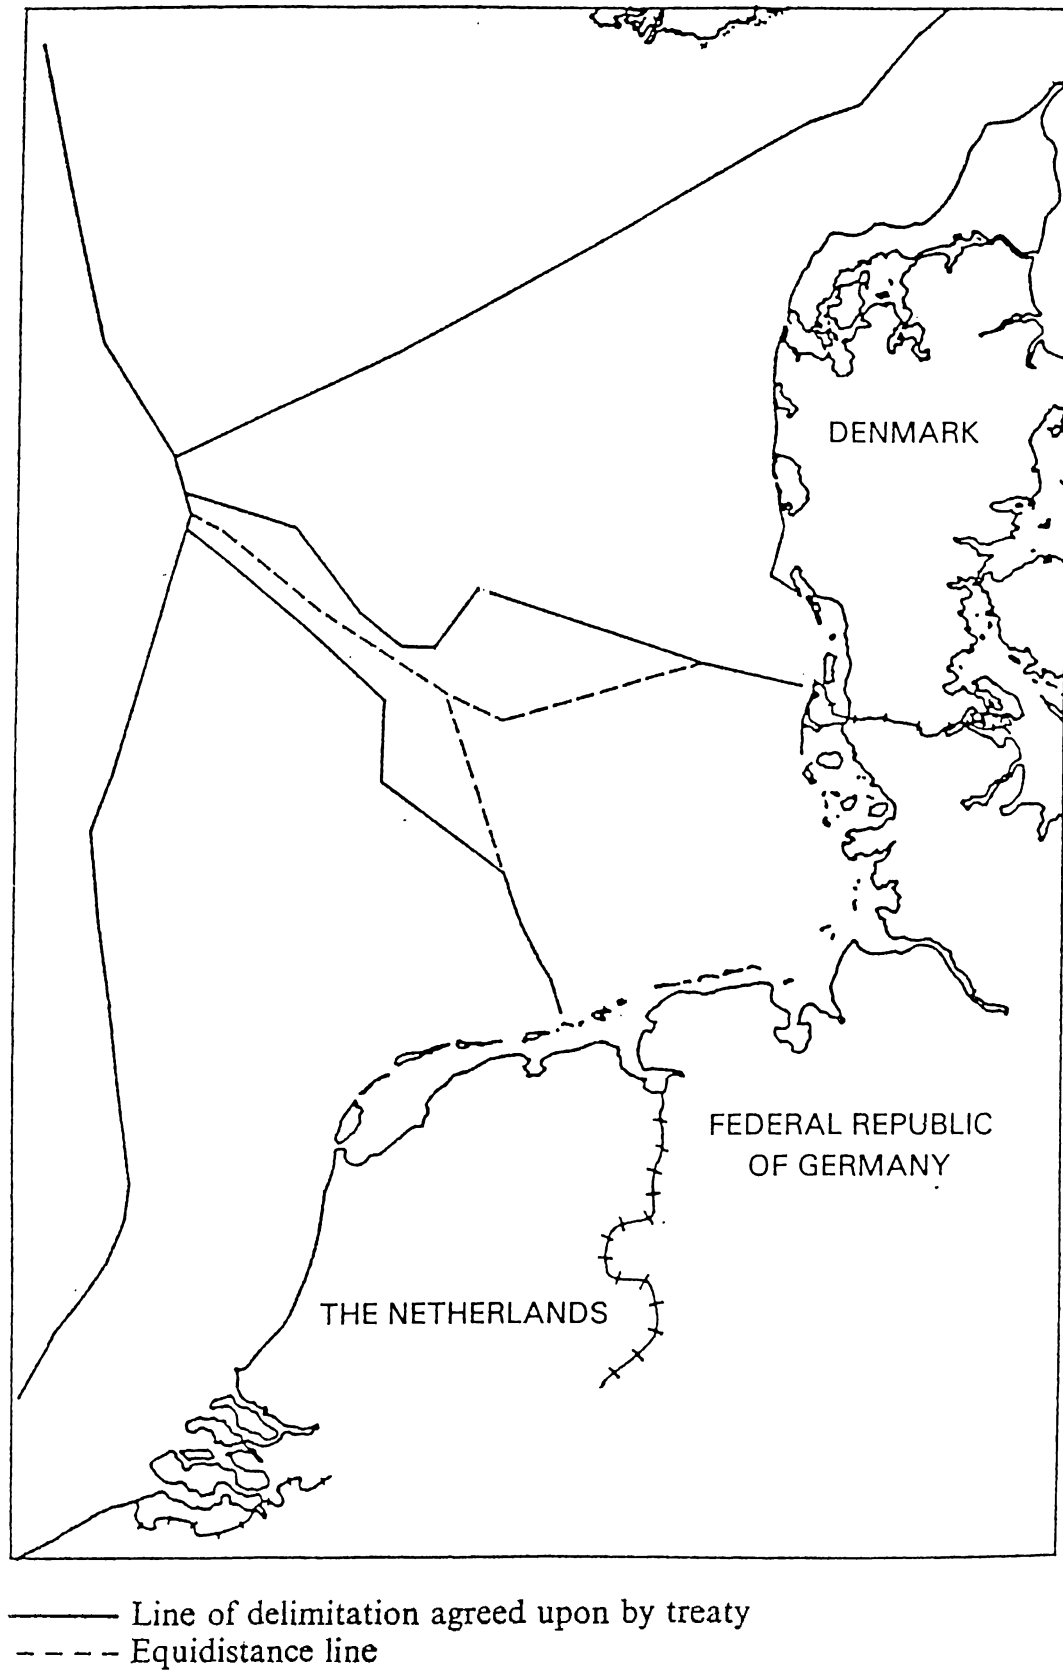 DENMARK
FEDERAL REPUBLIC
OF GERMANY
THE NETHERLANDS
Line of delimitation agreed upon by treaty
Equidistance line